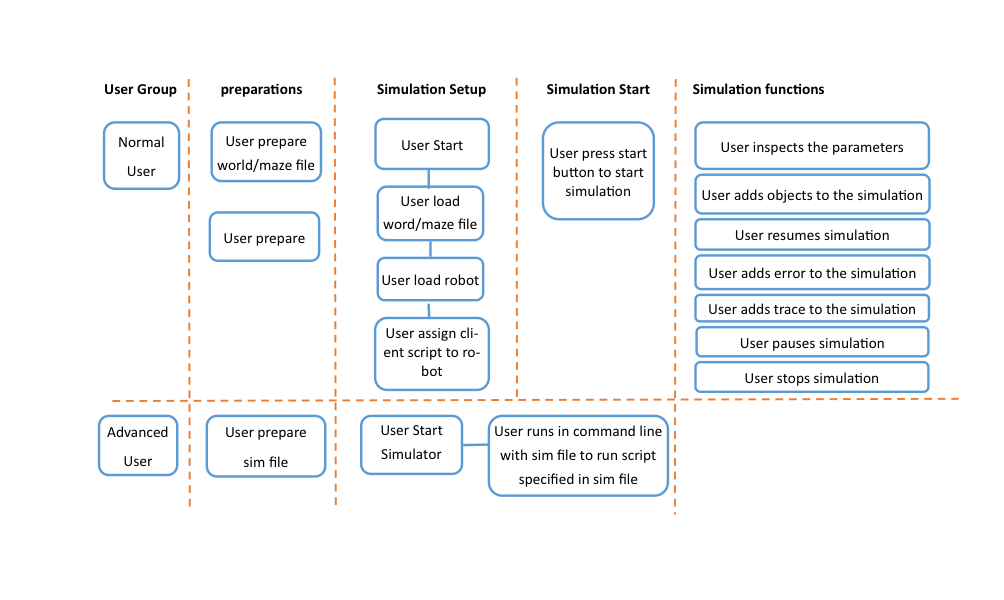 User Group
preparations
Simulation Setup
Simulation Start
Simulation functions
Normal
User
User prepare
world/maze file
User prepare
User Start
User load
word/maze file
User load robot
User assign cli-
ent script to ro-
bot
User press start
button to start
simulation
User inspects the parameters
User adds objects to the simulation
User resumes simulation
User adds error to the simulation
User adds trace to the simulation
User pauses simulation
User stops simulation
Advanced
User
User prepare
sim file
User Start
Simulator
User runs in command line
with sim file to run script
specified in sim file